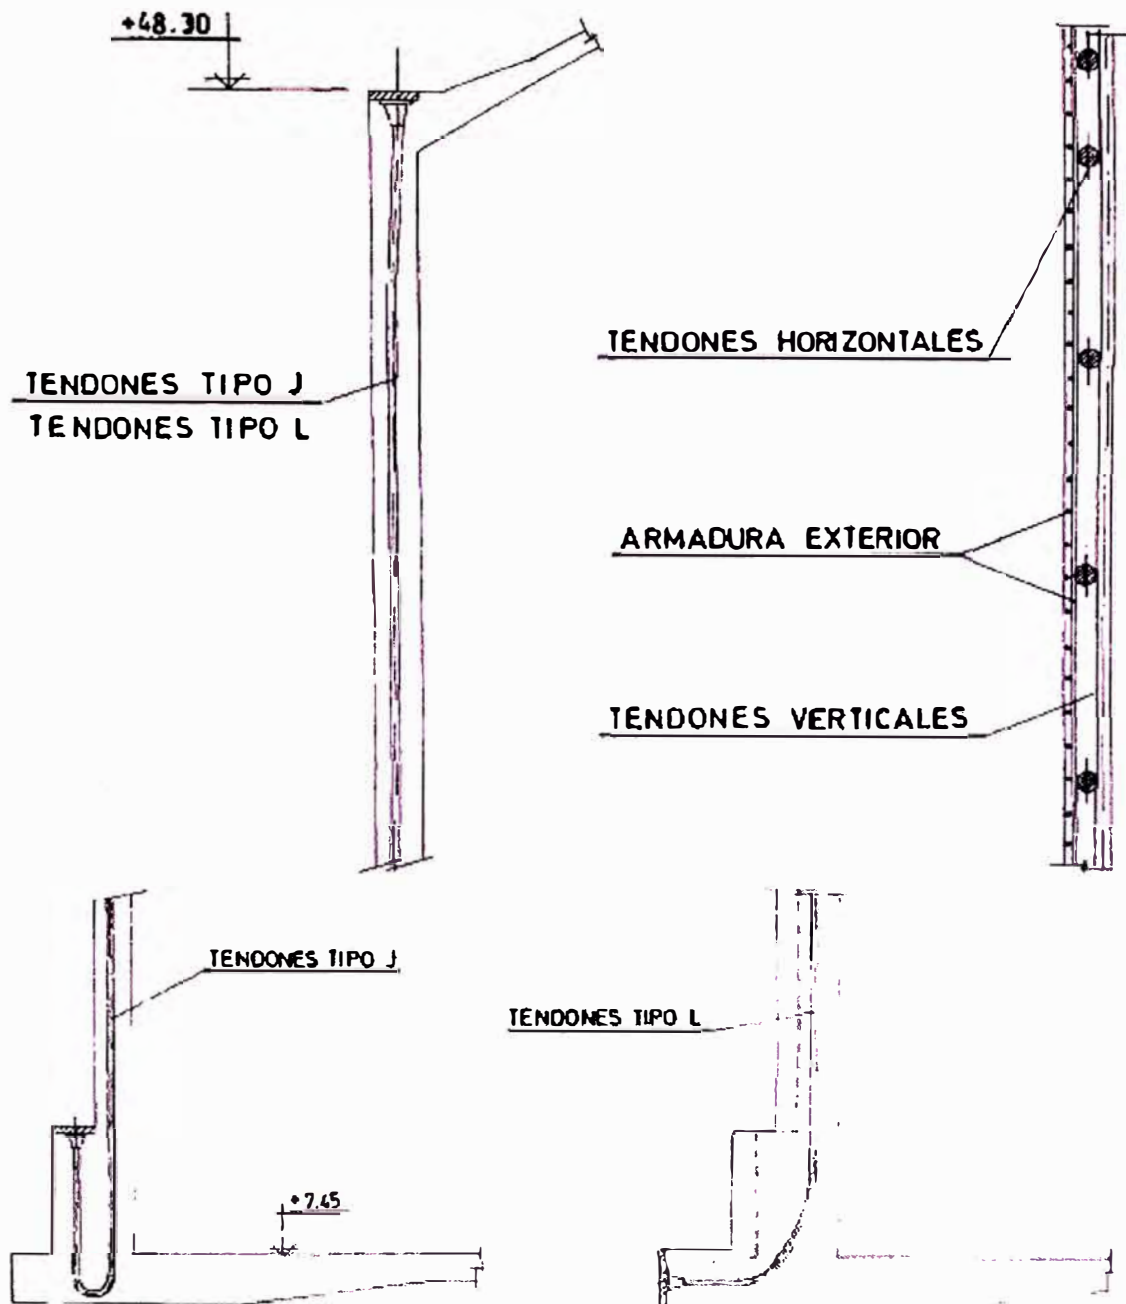 +48.30
TENDONES TIPO J
TENDONES TIPO L
TENDONES HORIZONTALES
ARMADURA EXTERIOR
TENDONES VERTICALES
TENDONES TIPO J
TENDONES TIPO L
+7.45